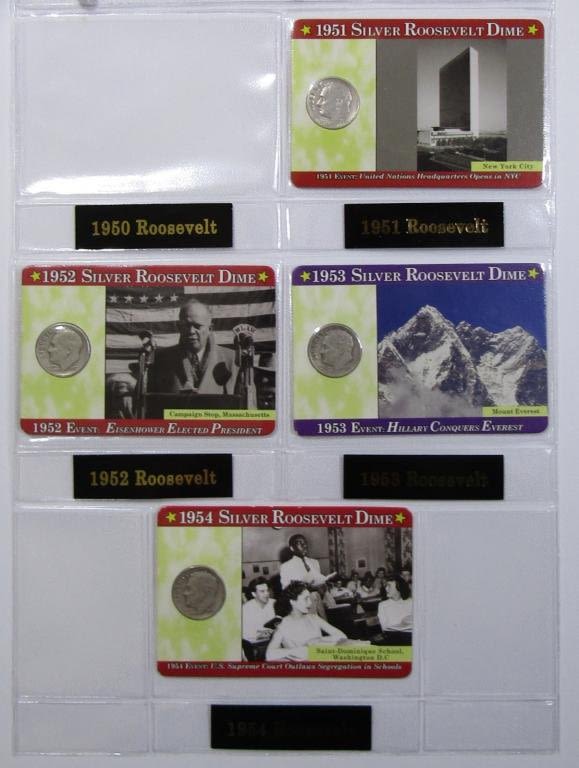 1951 SILVER ROOSEVELT DIME
New York City
1951 EVENT: United Nations Headquarters Opens in NYC
1950 Roosevelt
1951 Roosevelt
1952 SILVER ROOSEVELT DIME
WLAW
Campaign Stop, Massachusetts
1952 EVENT: EISENHOWER ELECTED PRESIDENT
1953 SILVER ROOSEVELT DIME
Mount Everest
1953 EVENT: HILLARY CONQUERS EVEREST
1952 Roosevelt
1953 Roosevelt
1954 SILVER ROOSEVELT DIME
Saint-Dominique School,
Washington D.C
1954 EVENT: U.S. Supreme Court Outlaws Segregation in Schools
1954 Roosevelt